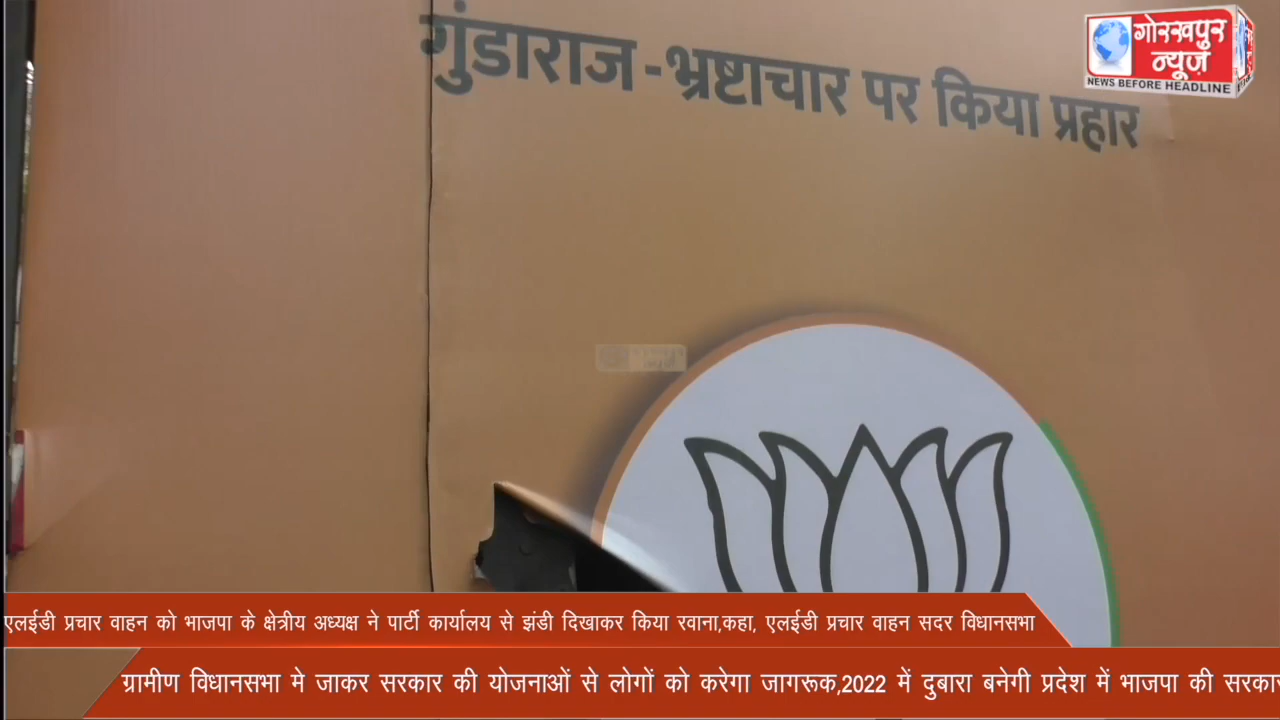 गुंडाराज-भ्रष्टाचार पर किया प्रहार
गोरखपुर
न्यूज़
NEWS BEFORE HEADLINE
एलईडी प्रचार वाहन को भाजपा के क्षेत्रीय अध्यक्ष ने पार्टी कार्यालय से झंडी दिखाकर किया रवाना,कहा, एलईडी प्रचार वाहन सदर विधानसभा
ग्रामीण विधानसभा मे जाकर सरकार की योजनाओं से लोगों को करेगा जागरूक,2022 में दुबारा बनेगी प्रदेश में भाजपा की सरकार